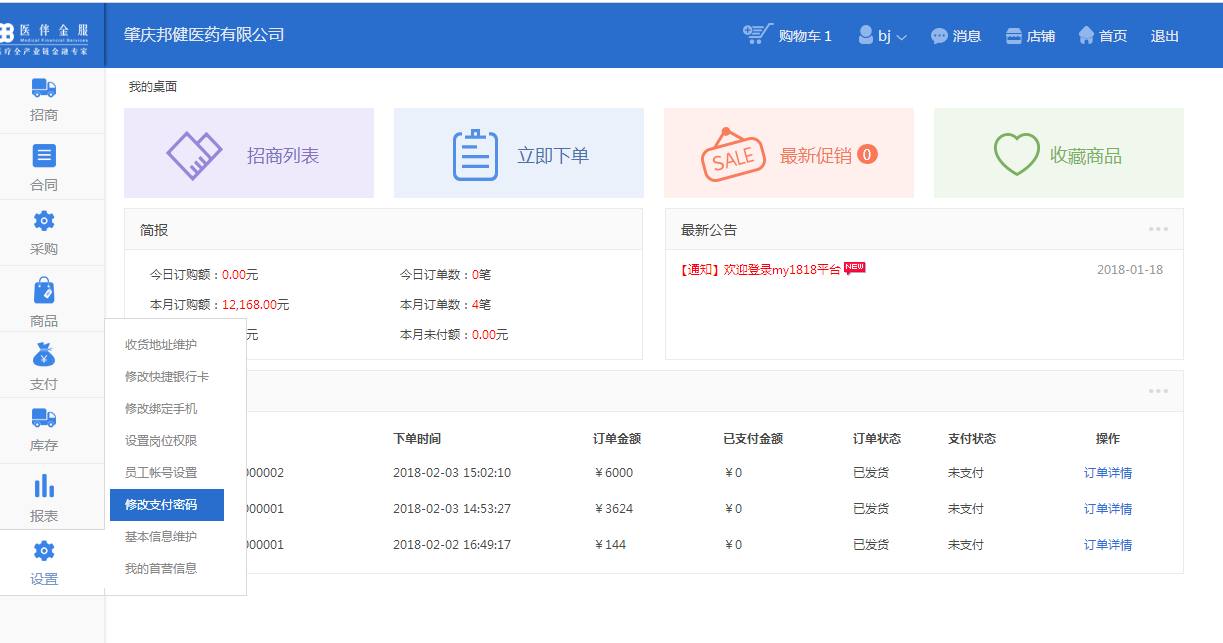 医伴金服
Medical Financial Services
医疗全产业链金融专家
肇庆邦健医药有限公司
购物车 1
bj
消息
店铺
首页
退出
招商
合同
采购
商品
支付
库存
报表
设置
我的桌面
招商列表
立即下单
SALE
最新促销 0
收藏商品
简报
今日订购额：0.00元
今日订单数：0笔
本月订购额：12,168.00元
本月订单数：4笔
元
本月未付额：0.00元
最新公告
【通知】欢迎登录my1818平台 NEW
2018-01-18
收货地址维护
修改快捷银行卡
修改绑定手机
设置岗位权限
员工帐号设置
修改支付密码
基本信息维护
我的首营信息
下单时间 订单金额 已支付金额 订单状态 支付状态 操作
000002 2018-02-03 15:02:10 ￥6000 ￥0 已发货 未支付 订单详情
000001 2018-02-03 14:53:27 ￥3624 ￥0 已发货 未支付 订单详情
000001 2018-02-02 16:49:17 ￥144 ￥0 已发货 未支付 订单详情